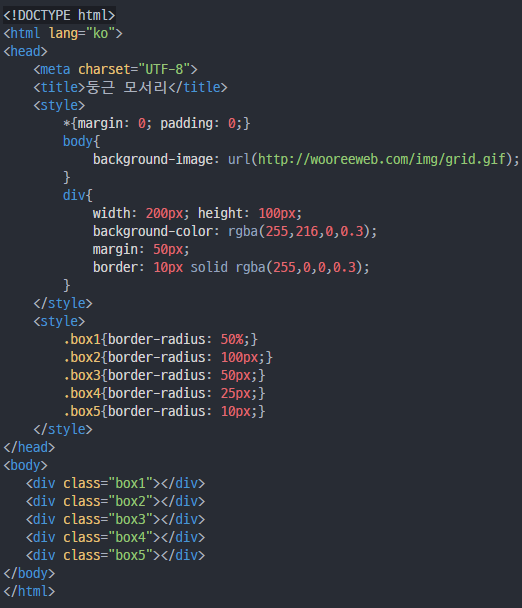 <!DOCTYPE html>
<html lang="ko">
<head>
    <meta charset="UTF-8">
    <title>둥근 모서리</title>
    <style>
        *{margin: 0; padding: 0;}
        body{
            background-image: url(http://wooreeweb.com/img/grid.gif);
        }
        div{
            width: 200px; height: 100px;
            background-color: rgba(255,216,0,0.3);
            margin: 50px;
            border: 10px solid rgba(255,0,0,0.3);
        }
    </style>
    <style>
        .box1{border-radius: 50%;}
        .box2{border-radius: 100px;}
        .box3{border-radius: 50px;}
        .box4{border-radius: 25px;}
        .box5{border-radius: 10px;}
    </style>
</head>
<body>
   <div class="box1"></div>
   <div class="box2"></div>
   <div class="box3"></div>
   <div class="box4"></div>
   <div class="box5"></div>
</body>
</html>